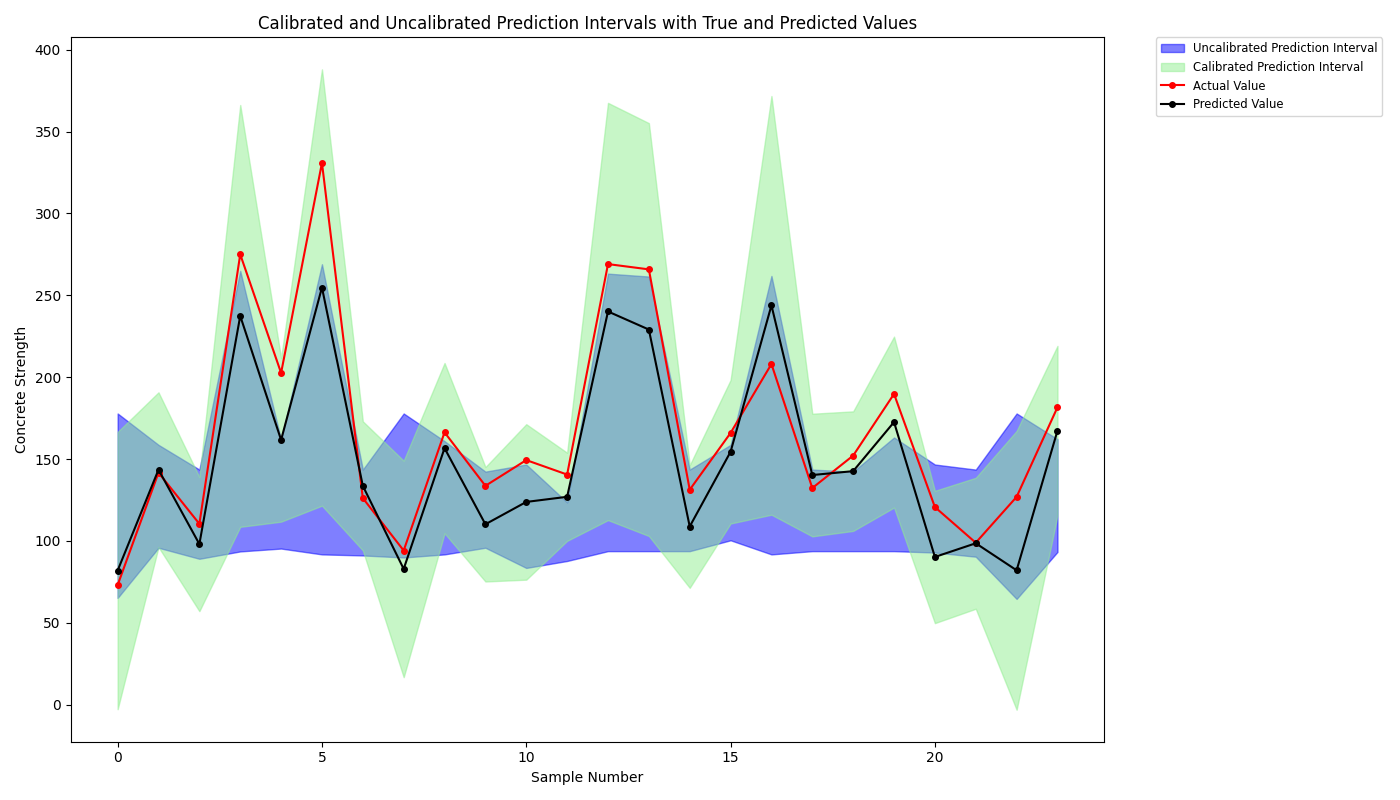 Calibrated and Uncalibrated Prediction Intervals with True and Predicted Values
400
350
300
250
200
150
100
50
0
Concrete Strength
0 5 10 15 20
Sample Number
Uncalibrated Prediction Interval
Calibrated Prediction Interval
Actual Value
Predicted Value